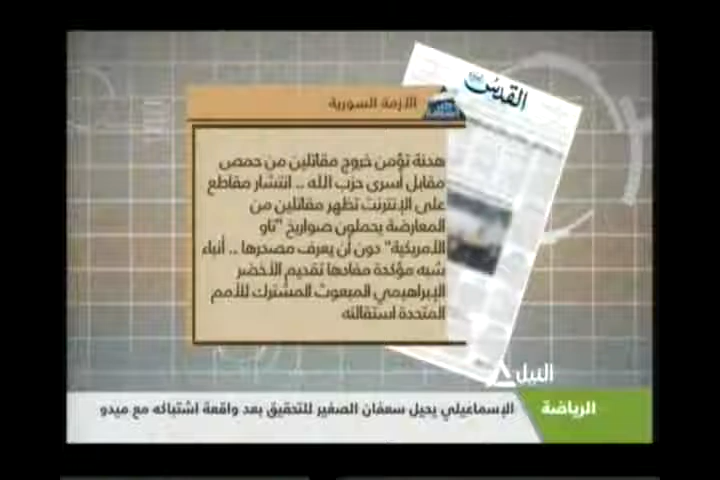 القدس
الأزمة السورية
هدنة تؤمن خروج مقاتلين من حمص
مقابل أسرى حزب الله .. انتشار مقاطع
على الإنترنت تظهر مقاتلين من
المعارضة يحملون صواريخ "تاو
الأمريكية" دون أن يعرف مصدرها .. أنباء
شبه مؤكدة مفادها تقديم الأخضر
الإبراهيمي المبعوث المشترك للأمم
المتحدة استقالته
النيل
الرياضة
الإسماعيلي يحيل سعفان الصغير للتحقيق بعد واقعة اشتباكه مع ميدو